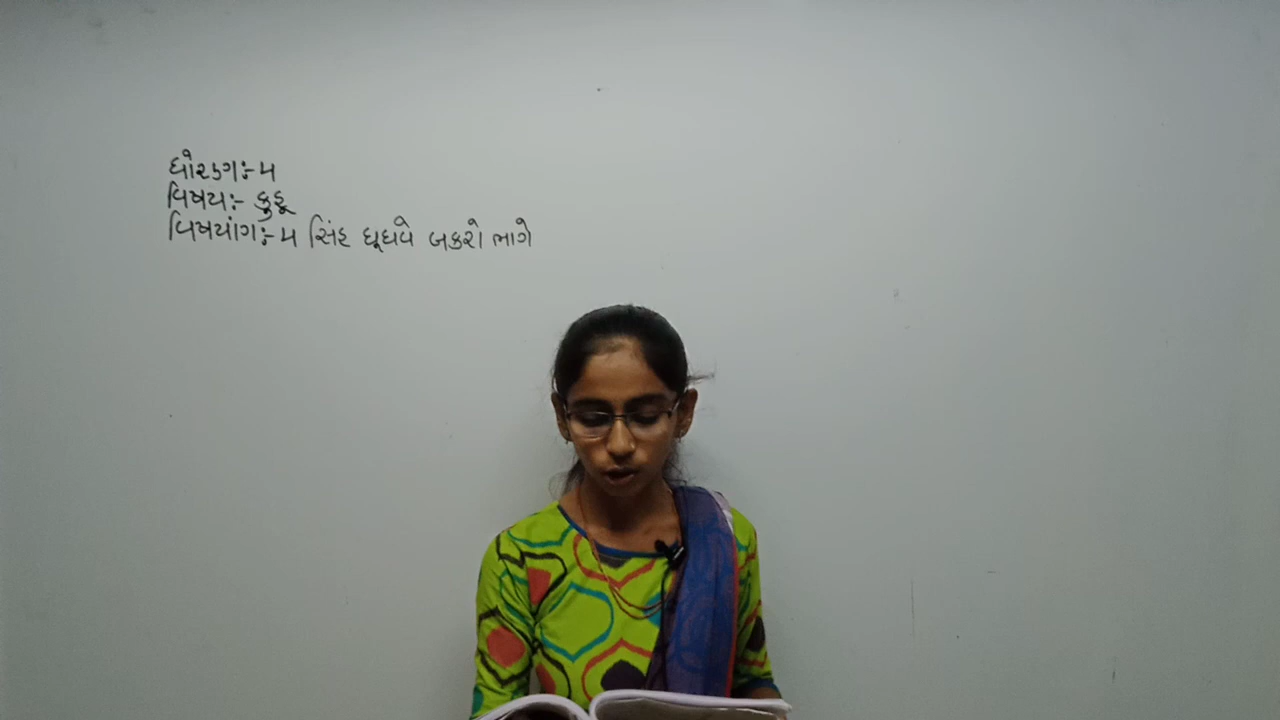 ધોરણઃ- ૫
વિષયઃ- કુહૂ
વિષયાંગઃ- ૫ સિંહ ઘૂઘવે બકરો ભાગે